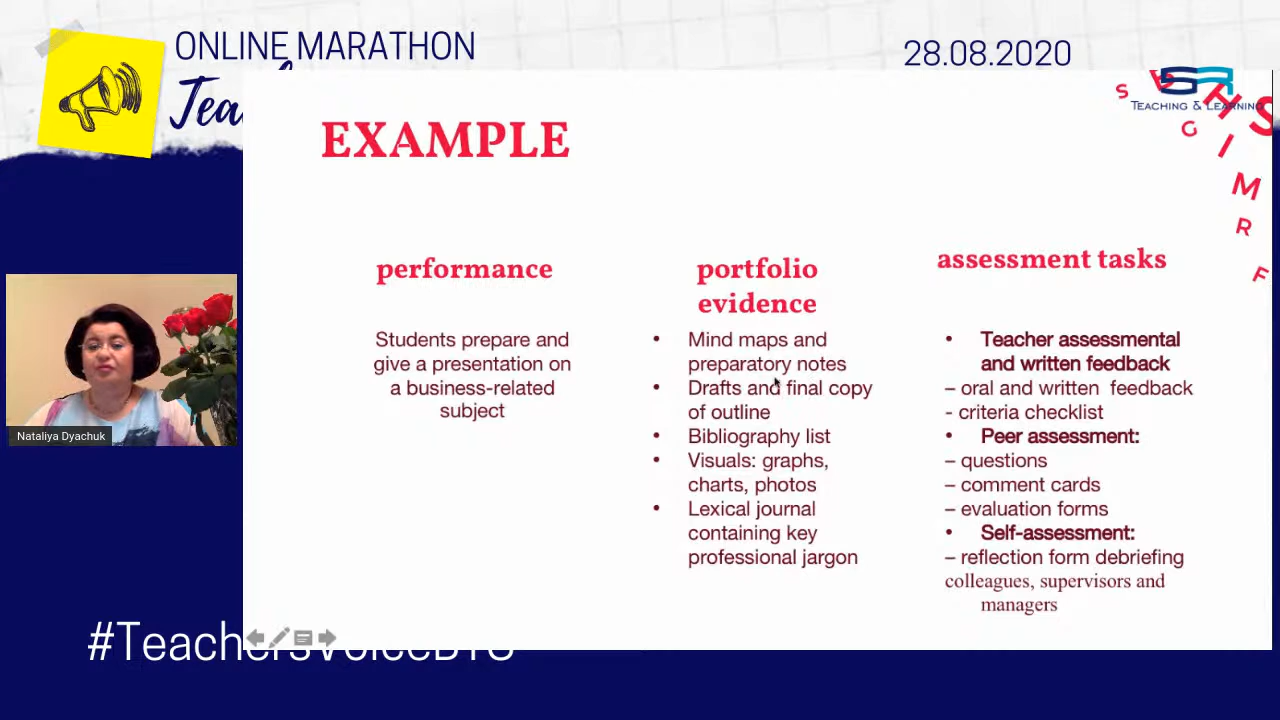 ONLINE MARATHON
28.08.2020
TEACHING & LEARNING
S
G
I
M
R
F
EXAMPLE
performance
Students prepare and
give a presentation on
a business-related
subject
portfolio
evidence
• Mind maps and
preparatory notes
• Drafts and final copy
of outline
• Bibliography list
• Visuals: graphs,
charts, photos
• Lexical journal
containing key
professional jargon
assessment tasks
• Teacher assessmental
and written feedback
– oral and written feedback
- criteria checklist
• Peer assessment:
– questions
– comment cards
– evaluation forms
• Self-assessment:
– reflection form debriefing
colleagues, supervisors and
managers
Nataliya Dyachuk